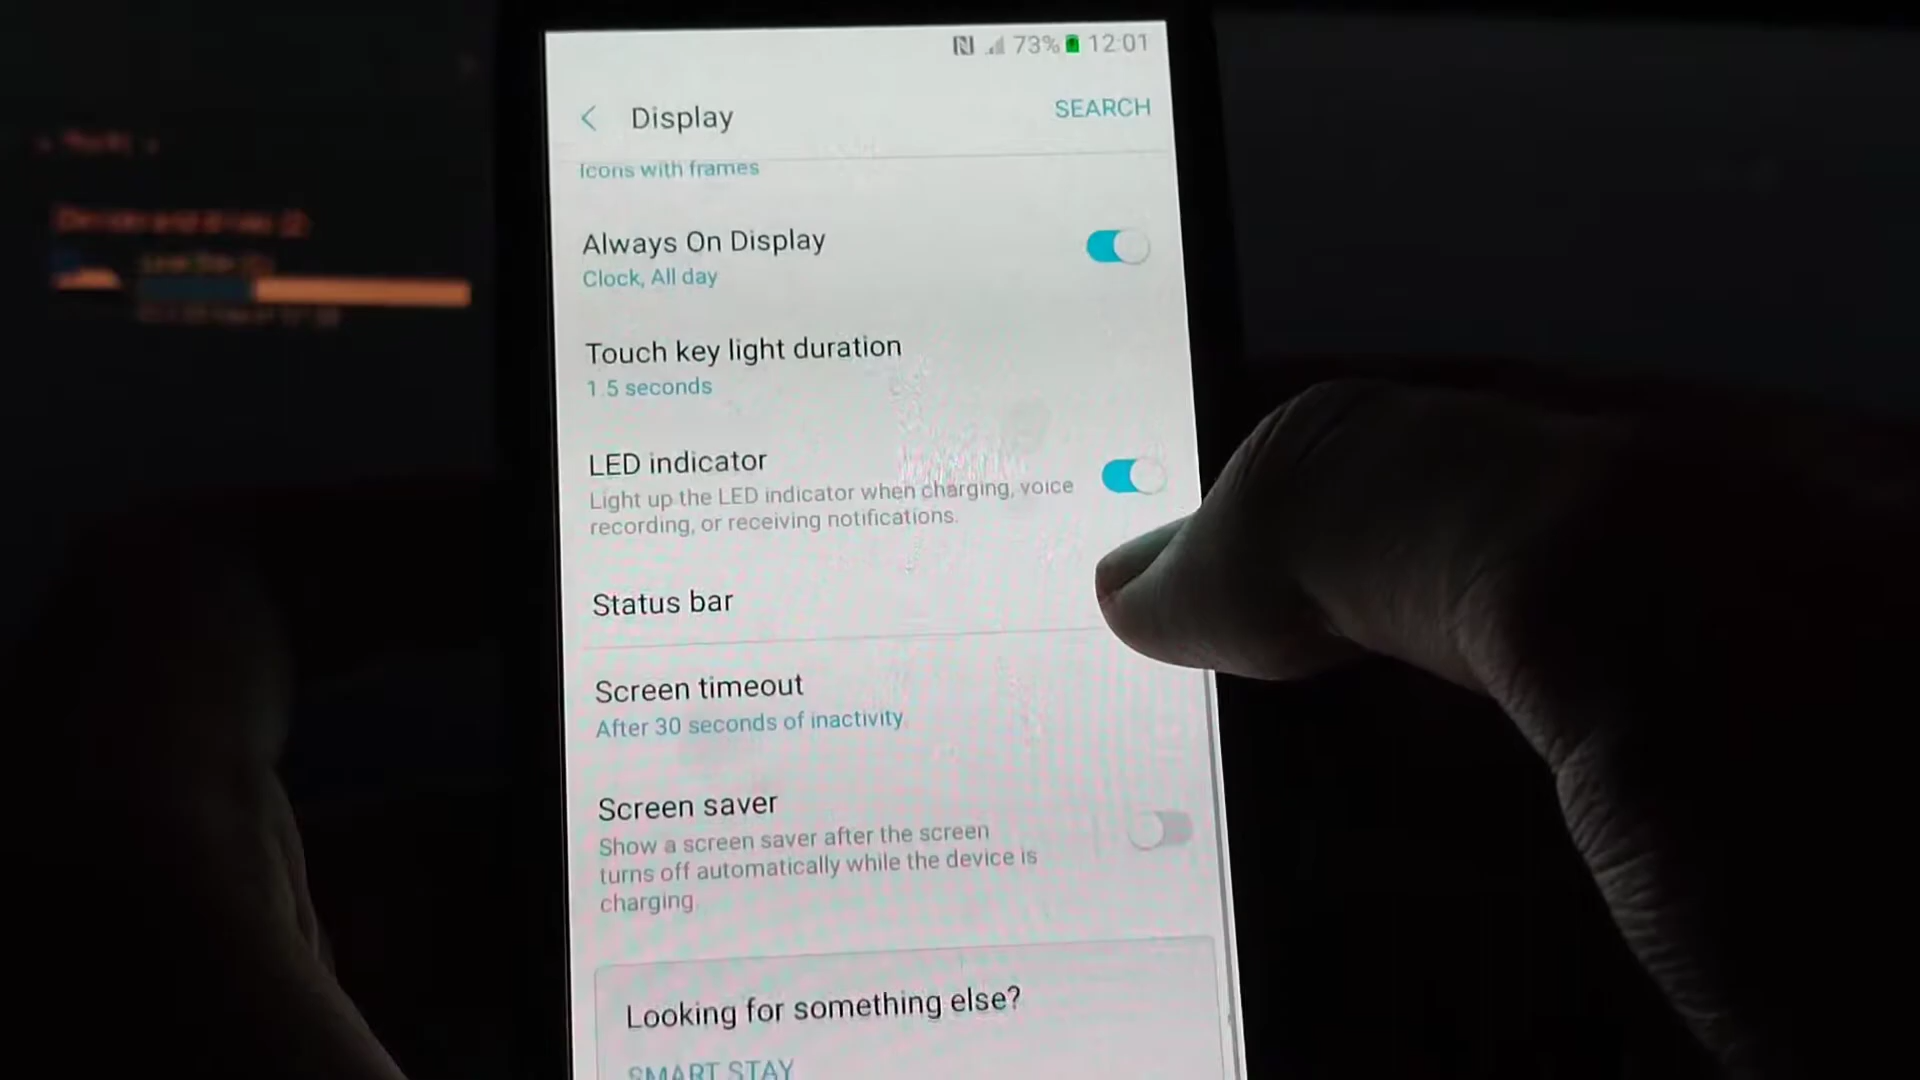 73% 12:01
Display
SEARCH
Icons with frames
Always On Display
Clock, All day
Touch key light duration
1.5 seconds
LED indicator
Light up the LED indicator when charging, voice
recording, or receiving notifications.
Status bar
Screen timeout
After 30 seconds of inactivity
Screen saver
Show a screen saver after the screen
turns off automatically while the device is
charging.
Looking for something else?
SMART STAY